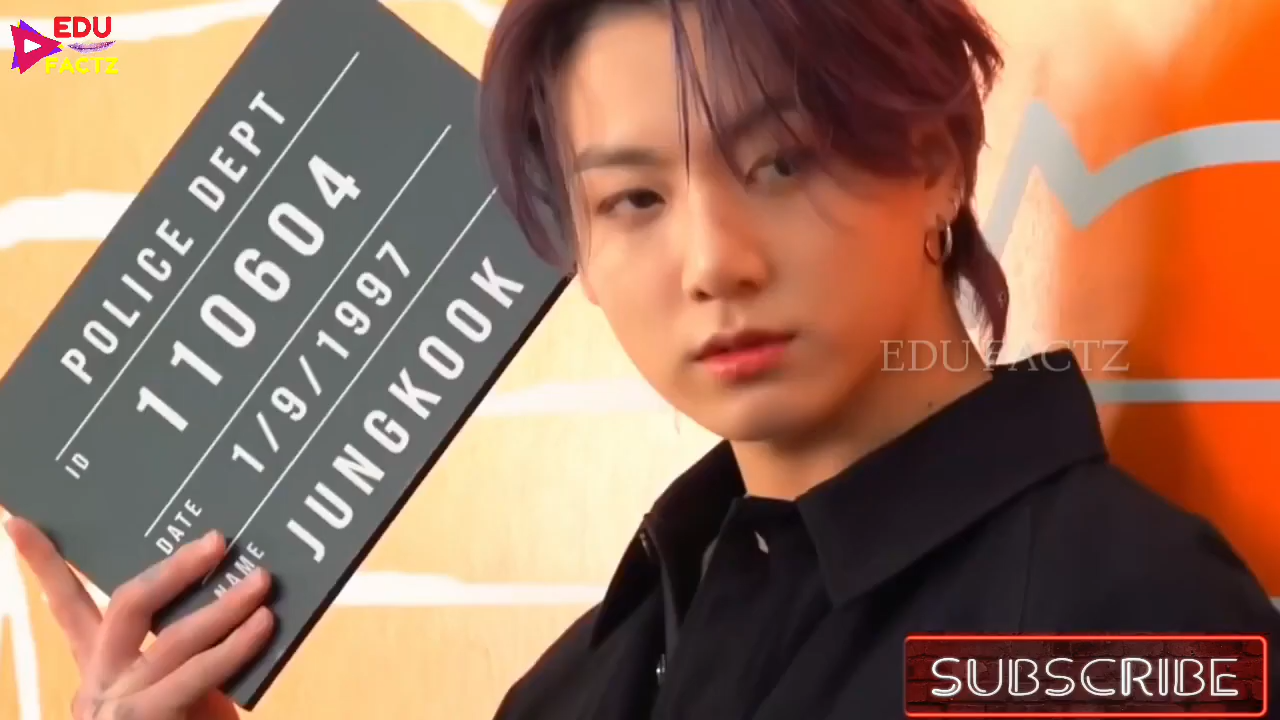 EDU
FACTZ
POLICE DEPT
ID
110604
DATE
1/9/1997
NAME
JUNGKOOK
EDU FACTZ
SUBSCRIBE